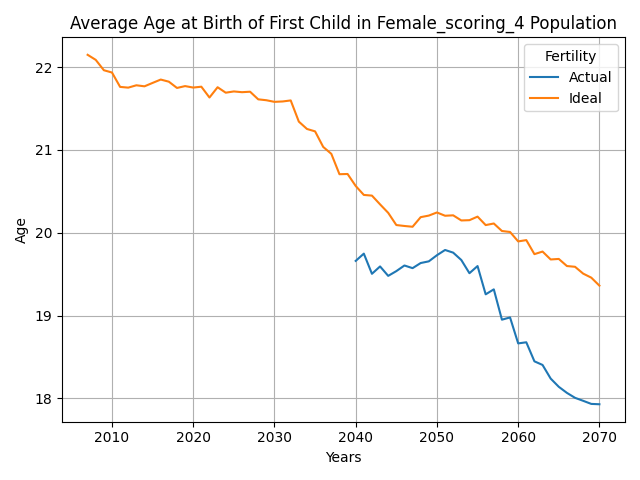 Average Age at Birth of First Child in Female_scoring_4 Population
Fertility
Actual
Ideal
22
21
20
19
18
Age
2010 2020 2030 2040 2050 2060 2070
Years